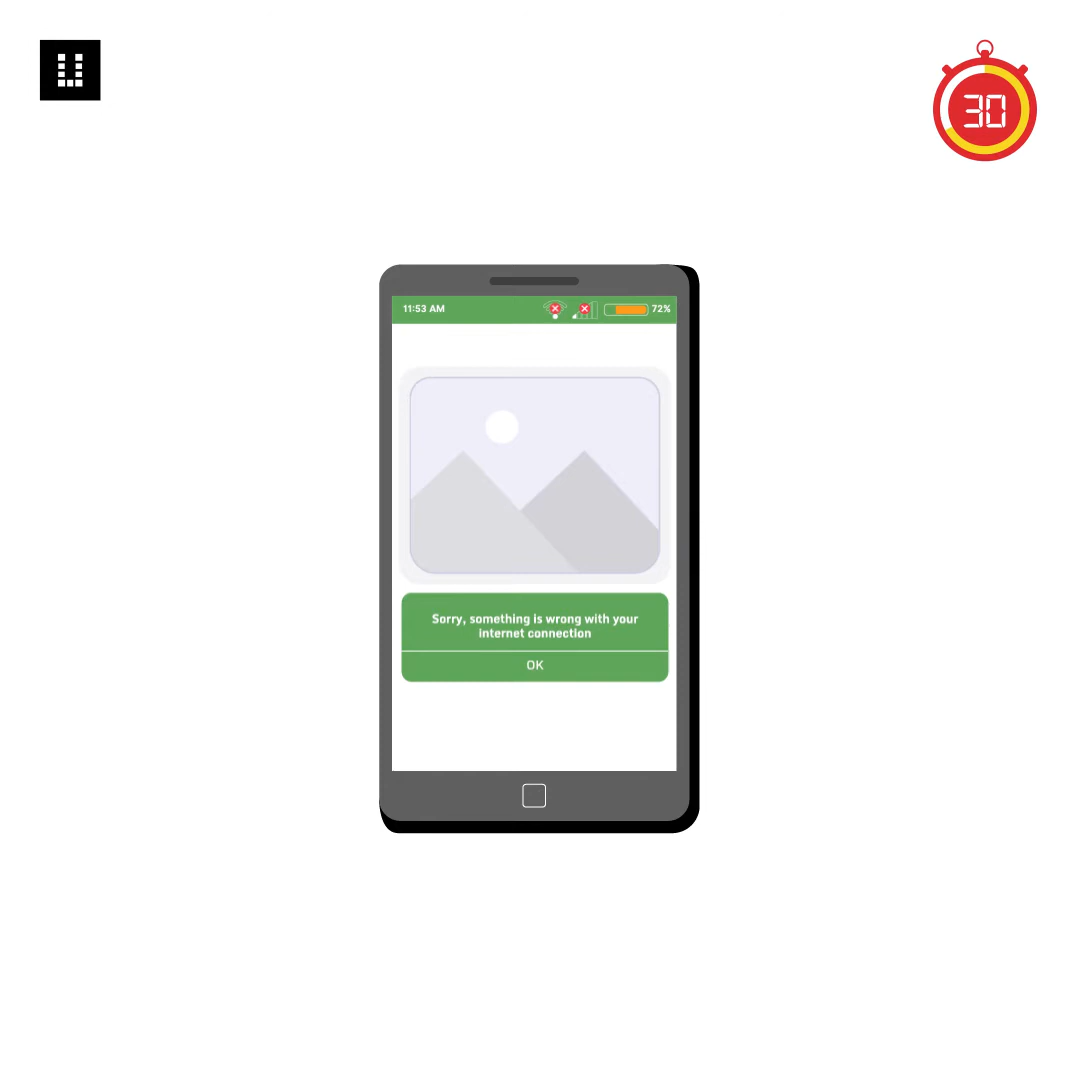 U
30
11:53 AM
72%
Sorry, something is wrong with your
internet connection
OK